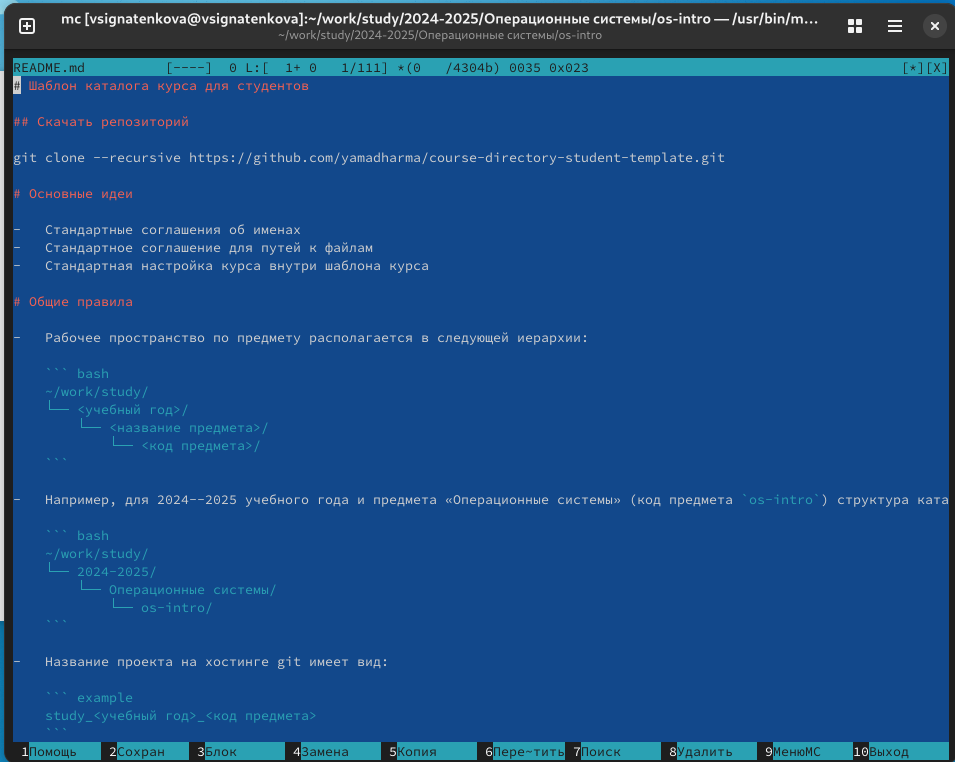 mc [vsignatenkova@vsignatenkova]:~/work/study/2024-2025/Операционные системы/os-intro — /usr/bin/m…
~/work/study/2024-2025/Операционные системы/os-intro
README.md [----] 0 L:[ 1+ 0 1/111] *(0 /4304b) 0035 0x023 [*][X]
# Шаблон каталога курса для студентов
## Скачать репозиторий
git clone --recursive https://github.com/yamadharma/course-directory-student-template.git
# Основные идеи
- Стандартные соглашения об именах
- Стандартное соглашение для путей к файлам
- Стандартная настройка курса внутри шаблона курса
# Общие правила
- Рабочее пространство по предмету располагается в следующей иерархии:
``` bash
~/work/study/
└── <учебный год>/
└── <название предмета>/
└── <код предмета>/
```
- Например, для 2024--2025 учебного года и предмета «Операционные системы» (код предмета `os-intro`) структура ката
``` bash
~/work/study/
└── 2024-2025/
└── Операционные системы/
└── os-intro/
```
- Название проекта на хостинге git имеет вид:
``` example
study_<учебный год>_<код предмета>
```
1Помощь 2Сохран 3Блок 4Замена 5Копия 6Пере~тить 7Поиск 8Удалить 9МенюMC 10Выход